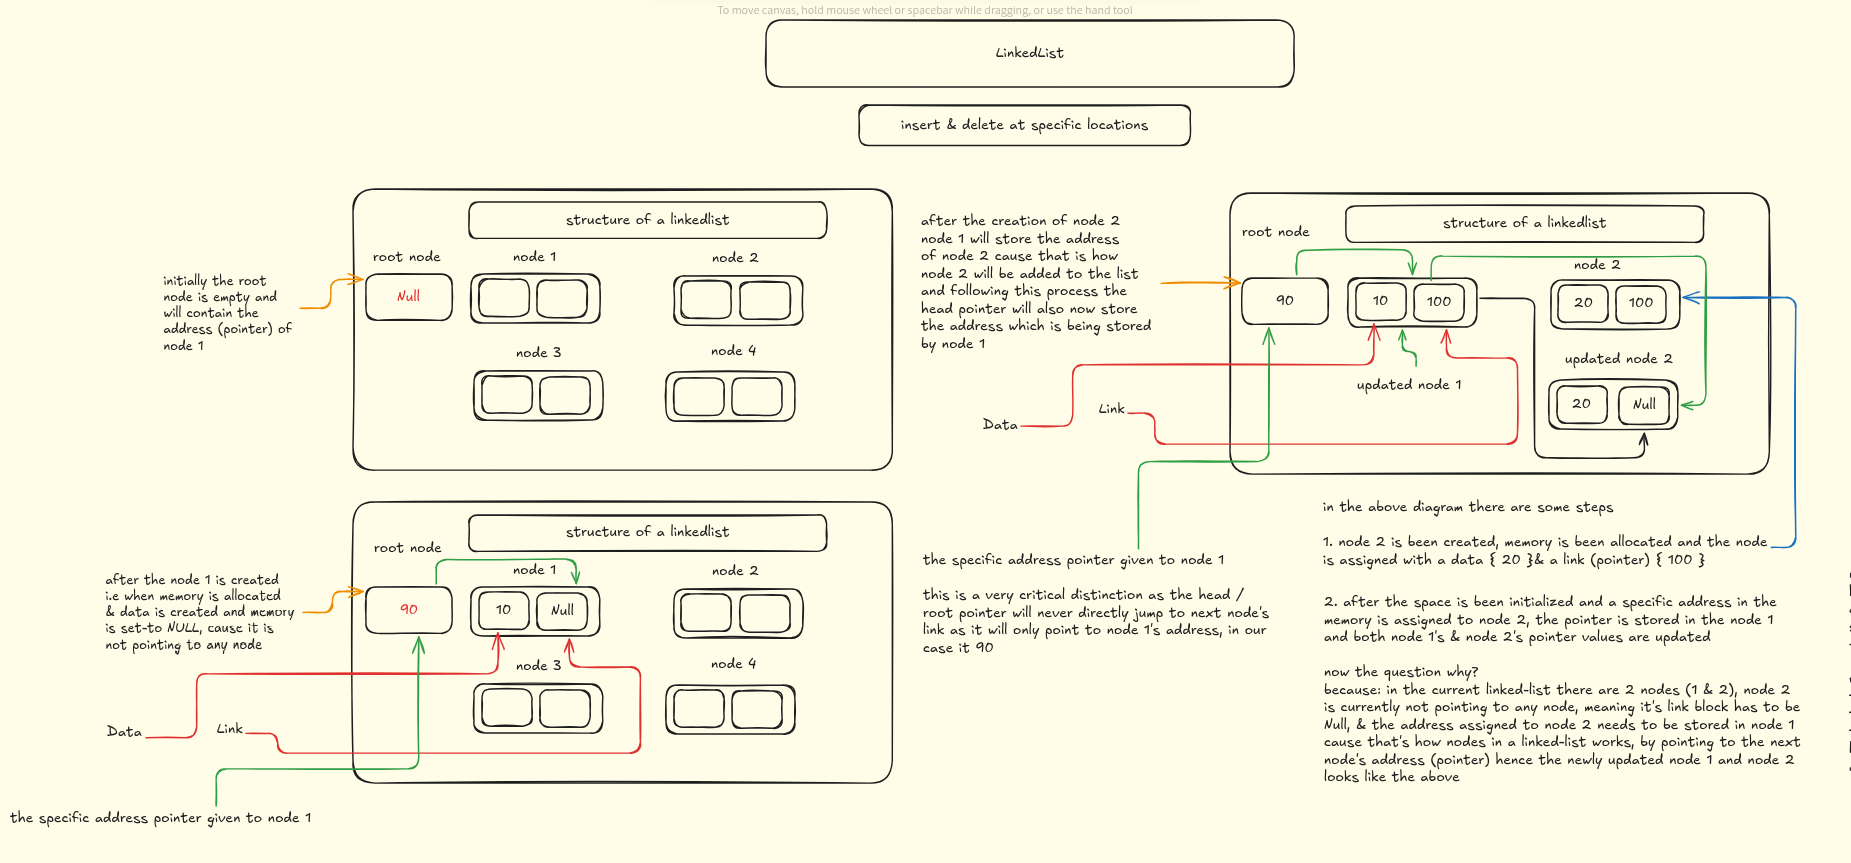 To move canvas, hold mouse wheel or spacebar while dragging, or use the hand tool
LinkedList
insert & delete at specific locations
structure of a linkedlist
root node
node 1
node 2
initially the root
node is empty and
will contain the
address (pointer) of
node 1
Null
node 3
node 4
structure of a linkedlist
root node
node 1
node 2
after the node 1 is created
i.e when memory is allocated
& data is created and memory
is set-to NULL, cause it is
not pointing to any node
90
10
Null
node 3
node 4
Data
Link
the specific address pointer given to node 1
after the creation of node 2
node 1 will store the address
of node 2 cause that is how
node 2 will be added to the list
and following this process the
head pointer will also now store
the address which is being stored
by node 1
structure of a linkedlist
root node
node 2
90
10
100
20
100
updated node 2
updated node 1
20
Null
Data
Link
the specific address pointer given to node 1
this is a very critical distinction as the head /
root pointer will never directly jump to next node's
link as it will only point to node 1's address, in our
case it 90
in the above diagram there are some steps
1. node 2 is been created, memory is been allocated and the node
is assigned with a data { 20 }& a link (pointer) { 100 }
2. after the space is been initialized and a specific address in the
memory is assigned to node 2, the pointer is stored in the node 1
and both node 1's & node 2's pointer values are updated
now the question why?
because: in the current linked-list there are 2 nodes (1 & 2), node 2
is currently not pointing to any node, meaning it's link block has to be
Null, & the address assigned to node 2 needs to be stored in node 1
cause that's how nodes in a linked-list works, by pointing to the next
node's address (pointer) hence the newly updated node 1 and node 2
looks like the above